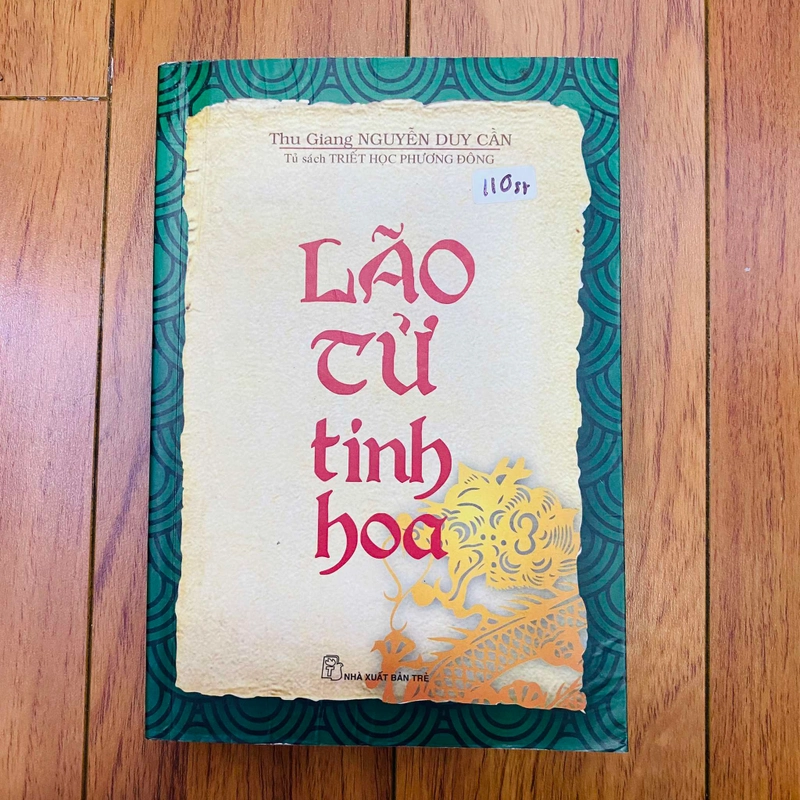 Thu Giang NGUYỄN DUY CẦN
Tủ sách TRIẾT HỌC PHƯƠNG ĐÔNG
110sr
LÃO
TỬ
tinh
hoa
NHÀ XUẤT BẢN TRẺ